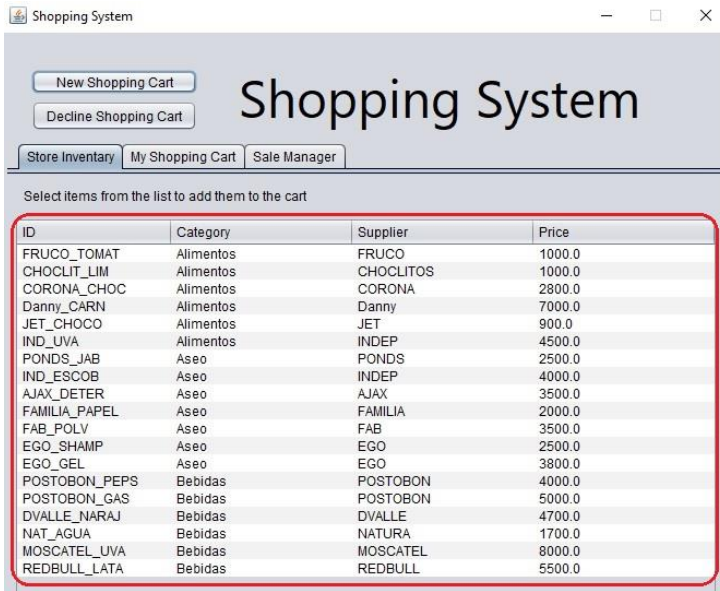 Shopping System
New Shopping Cart
Shopping System
Decline Shopping Cart
Store Inventory My Shopping Cart Sale Manager
Select items from the list to add them to the cart
ID Category Supplier Price
FRUCO_TOMAT Alimentos FRUCO 1000.0
CHOCLIT_LIM Alimentos CHOCLITOS 1000.0
CORONA_CHOC Alimentos CORONA 2800.0
Danny_CARN Alimentos Danny 7000.0
JET_CHOCO Alimentos JET 900.0
IND_UVA Alimentos INDEP 4500.0
PONDS_JAB Aseo PONDS 2500.0
IND_ESCOB Aseo INDEP 4000.0
AJAX_DETER Aseo AJAX 3500.0
FAMILIA_PAPEL Aseo FAMILIA 2000.0
FAB_POLV Aseo FAB 3500.0
EGO_SHAMP Aseo EGO 2500.0
EGO_GEL Aseo EGO 3800.0
POSTOBON_PEPS Bebidas POSTOBON 4000.0
POSTOBON_GAS Bebidas POSTOBON 5000.0
DVALLE_NARAJ Bebidas DVALLE 4700.0
NAT_AGUA Bebidas NATURA 1700.0
MOSCATEL_UVA Bebidas MOSCATEL 8000.0
REDBULL_LATA Bebidas REDBULL 5500.0